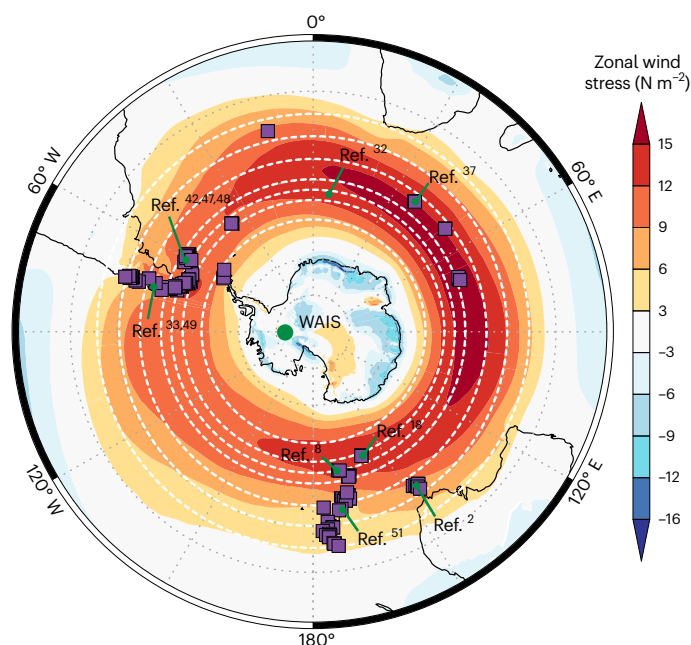 0°
Zonal wind
stress (N m⁻²)
15
12
9
6
3
−3
−6
−9
−12
−16
60° W
60° E
Ref. 32
Ref. 37
Ref. 42,47,48
Ref. 33,49
WAIS
Ref. 8
Ref. 18
Ref. 2
Ref. 51
120° W
120° E
180°